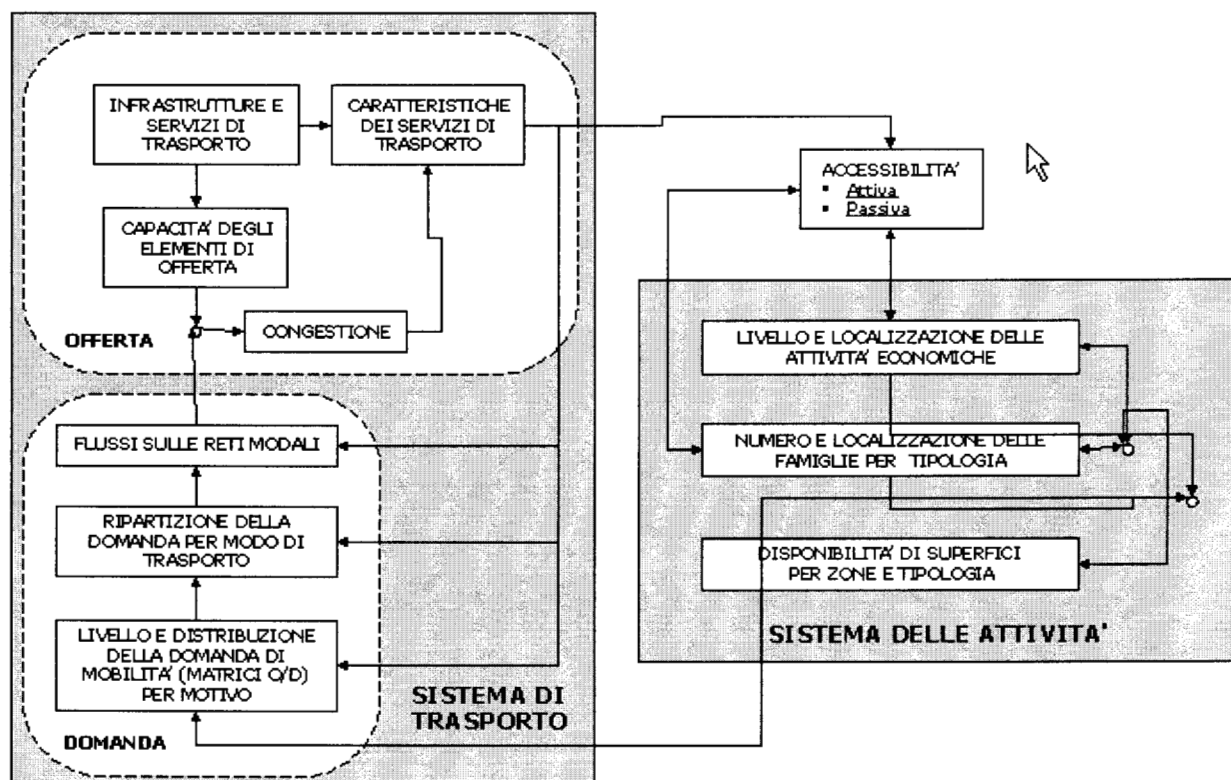 INFRASTRUTTURE E
SERVIZI DI
TRASPORTO
CARATTERISTICHE
DEI SERVIZI DI
TRASPORTO
CAPACITA' DEGLI
ELEMENTI DI
OFFERTA
CONGESTIONE
OFFERTA
FLUSSI SULLE RETI MODALI
RIPARTIZIONE DELLA
DOMANDA PER MODO DI
TRASPORTO
LIVELLO E DISTRIBUZIONE
DELLA DOMANDA DI
MOBILITA' (MATRICI O/D)
PER MOTIVO
DOMANDA
SISTEMA DI
TRASPORTO
ACCESSIBILITA'
▪ Attiva
▪ Passiva
LIVELLO E LOCALIZZAZIONE DELLE
ATTIVITA' ECONOMICHE
NUMERO E LOCALIZZAZIONE DELLE
FAMIGLIE PER TIPOLOGIA
DISPONIBILITA' DI SUPERFICI
PER ZONE E TIPOLOGIA
SISTEMA DELLE ATTIVITA'